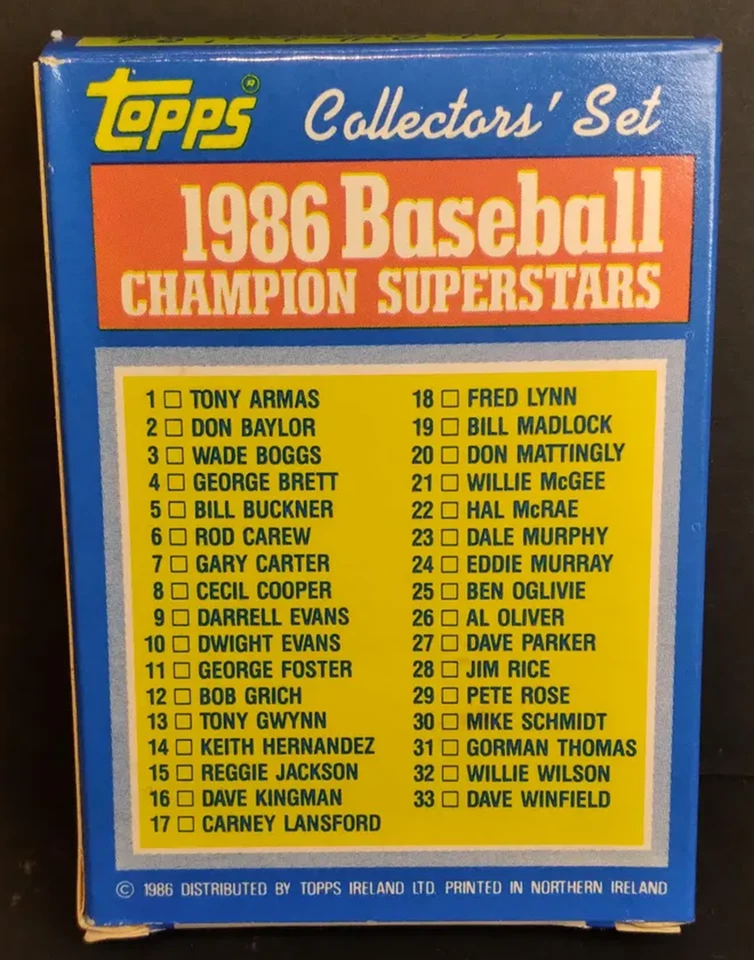 TOPPS ® Collectors' Set
1986 Baseball
CHAMPION SUPERSTARS
1 □ TONY ARMAS
2 □ DON BAYLOR
3 □ WADE BOGGS
4 □ GEORGE BRETT
5 □ BILL BUCKNER
6 □ ROD CAREW
7 □ GARY CARTER
8 □ CECIL COOPER
9 □ DARRELL EVANS
10 □ DWIGHT EVANS
11 □ GEORGE FOSTER
12 □ BOB GRICH
13 □ TONY GWYNN
14 □ KEITH HERNANDEZ
15 □ REGGIE JACKSON
16 □ DAVE KINGMAN
17 □ CARNEY LANSFORD
18 □ FRED LYNN
19 □ BILL MADLOCK
20 □ DON MATTINGLY
21 □ WILLIE McGEE
22 □ HAL McRAE
23 □ DALE MURPHY
24 □ EDDIE MURRAY
25 □ BEN OGLIVIE
26 □ AL OLIVER
27 □ DAVE PARKER
28 □ JIM RICE
29 □ PETE ROSE
30 □ MIKE SCHMIDT
31 □ GORMAN THOMAS
32 □ WILLIE WILSON
33 □ DAVE WINFIELD
© 1986 DISTRIBUTED BY TOPPS IRELAND LTD. PRINTED IN NORTHERN IRELAND